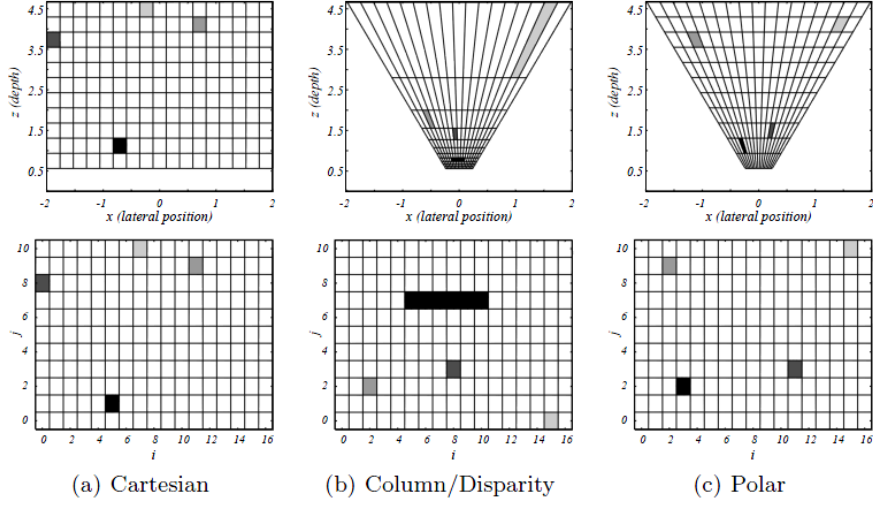 4.5
3.5
2.5
1.5
0.5
z (depth)
-2 -1 0 1 2
x (lateral position)
4.5
3.5
2.5
1.5
0.5
z (depth)
-2 -1 0 1 2
x (lateral position)
4.5
3.5
2.5
1.5
0.5
z (depth)
-2 -1 0 1 2
x (lateral position)
10
8
6
4
2
0
j
0 2 4 6 8 10 12 14 16
i
10
8
6
4
2
0
j
0 2 4 6 8 10 12 14 16
i
10
8
6
4
2
0
j
0 2 4 6 8 10 12 14 16
i
(a) Cartesian
(b) Column/Disparity
(c) Polar